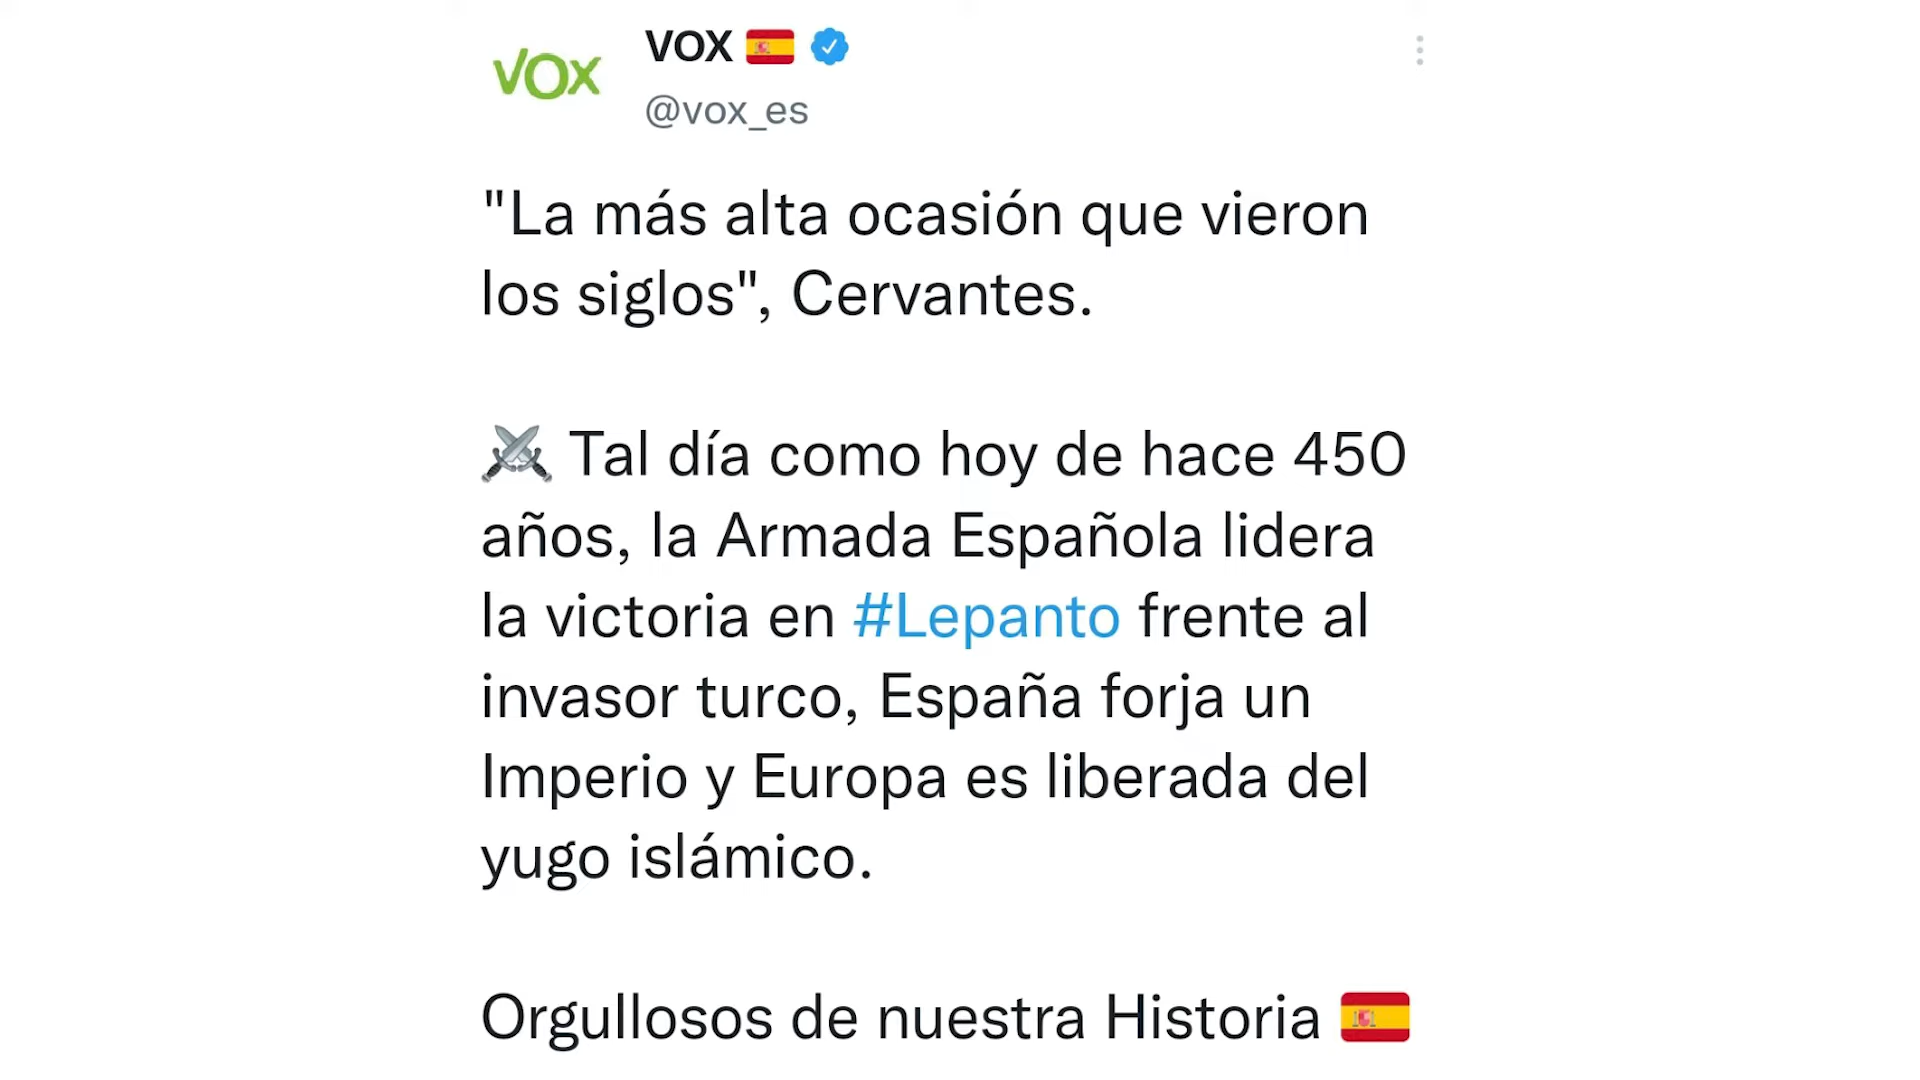 VOX
VOX 🇪🇸
@vox_es
"La más alta ocasión que vieron
los siglos", Cervantes.
⚔️ Tal día como hoy de hace 450
años, la Armada Española lidera
la victoria en #Lepanto frente al
invasor turco, España forja un
Imperio y Europa es liberada del
yugo islámico.
Orgullosos de nuestra Historia 🇪🇸